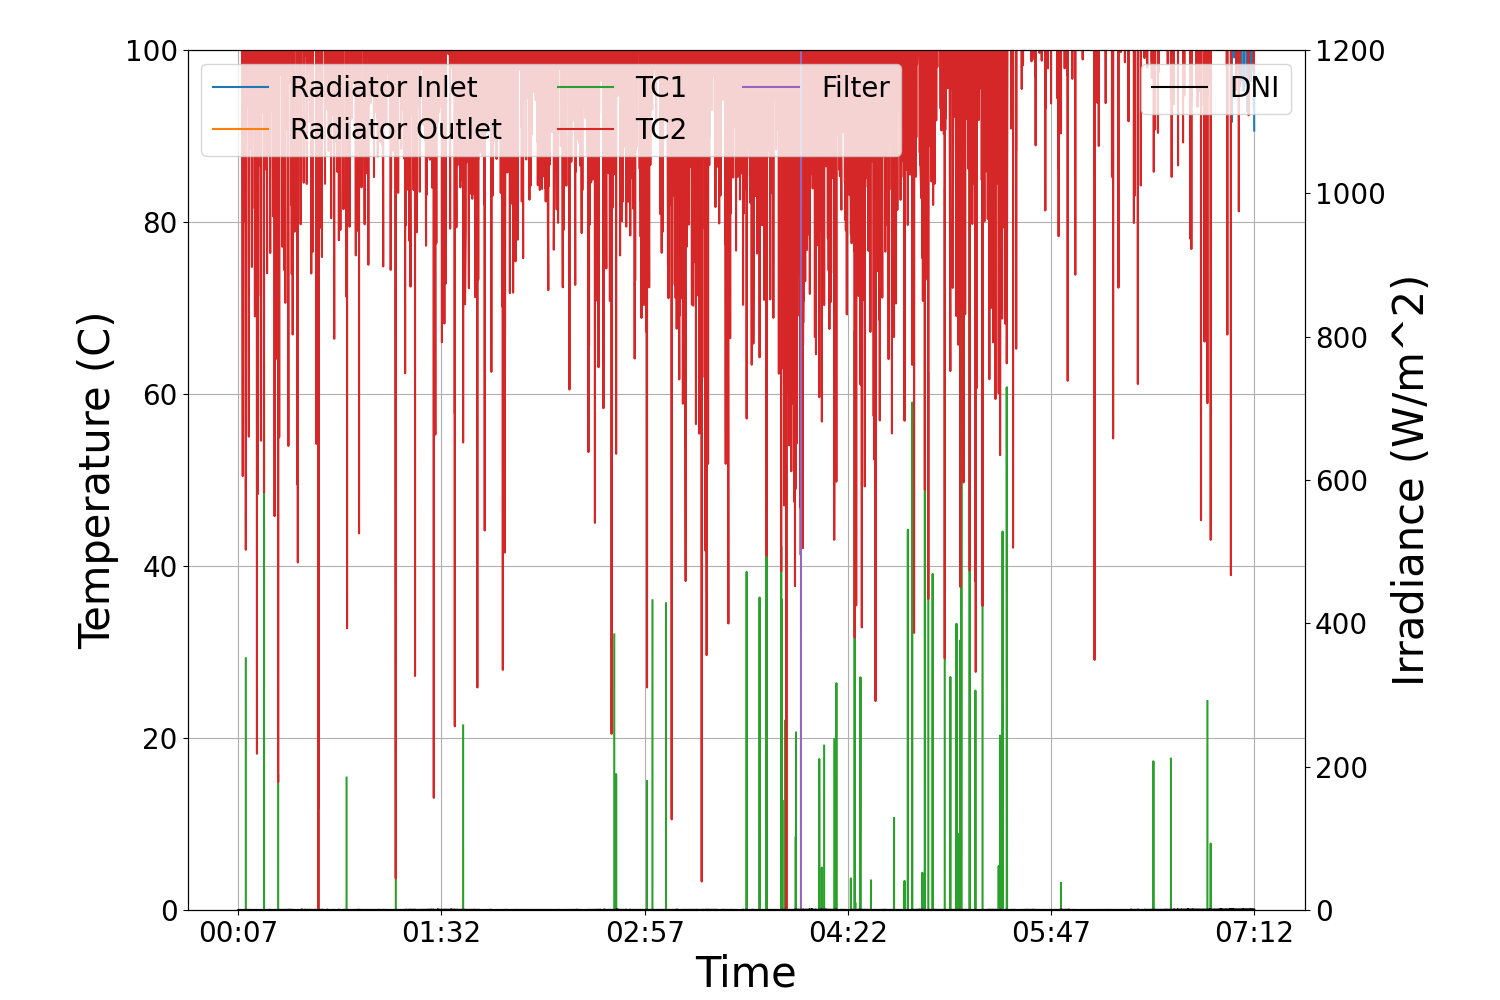 100
80
60
40
20
0
Temperature (C)
Radiator Inlet
Radiator Outlet
TC1
TC2
Filter
DNI
1200
1000
800
600
400
200
0
Irradiance (W/m^2)
00:07 01:32 02:57 04:22 05:47 07:12
Time